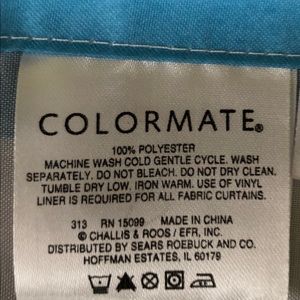 COLORMATE®
100% POLYESTER
MACHINE WASH COLD GENTLE CYCLE. WASH
SEPARATELY. DO NOT BLEACH. DO NOT DRY CLEAN.
TUMBLE DRY LOW. IRON WARM. USE OF VINYL
LINER IS REQUIRED FOR ALL FABRIC CURTAINS.
313 RN 15099 MADE IN CHINA
© CHALLIS & ROOS / EFR, INC.
DISTRIBUTED BY SEARS ROEBUCK AND CO.
HOFFMAN ESTATES, IL 60179